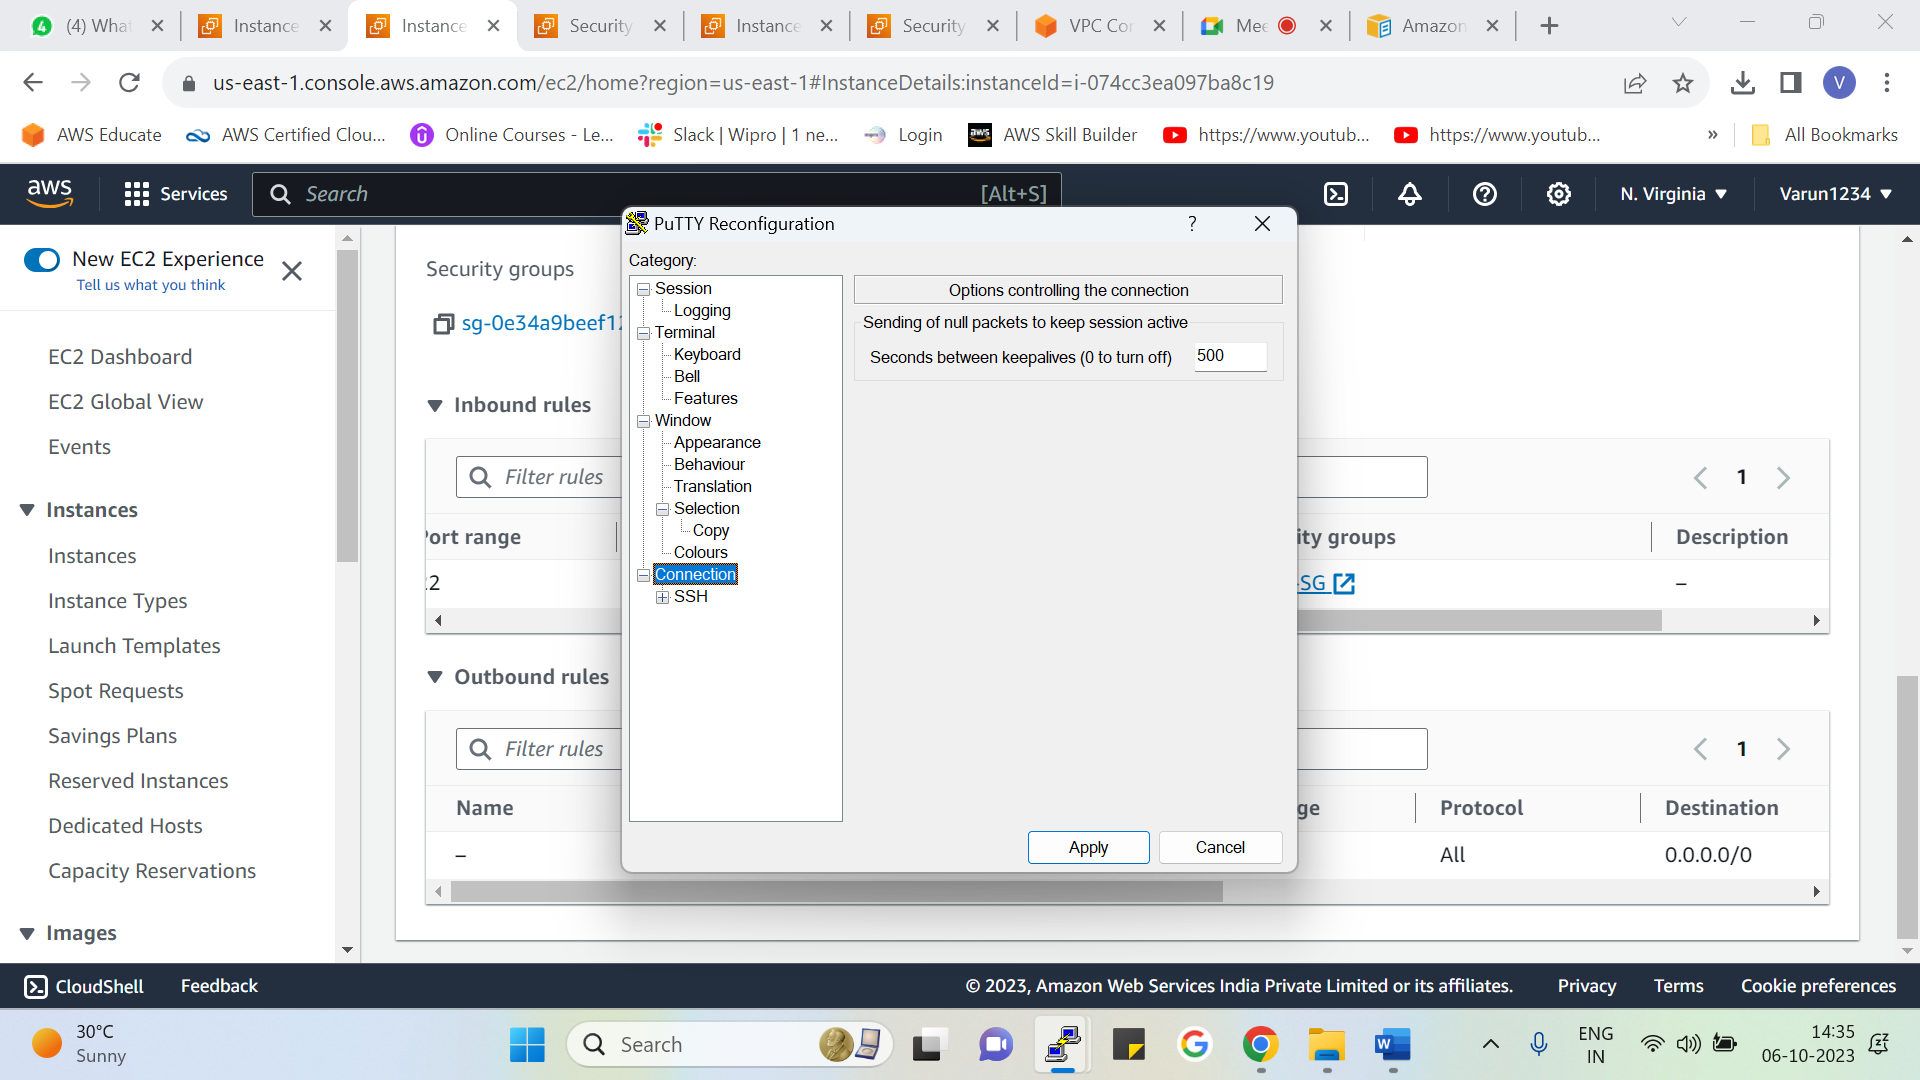 4
(4) What
Instance
Instance
Security
Instance
Security
VPC Con
Mee
Amazon
us-east-1.console.aws.amazon.com/ec2/home?region=us-east-1#InstanceDetails:instanceId=i-074cc3ea097ba8c19
V
AWS Educate
AWS Certified Clou...
Online Courses - Le...
Slack | Wipro | 1 ne...
Login
AWS Skill Builder
https://www.youtub...
https://www.youtub...
»
All Bookmarks
aws
Services
Search
[Alt+S]
N. Virginia
Varun1234
New EC2 Experience
Tell us what you think
EC2 Dashboard
EC2 Global View
Events
Instances
Instances
Instance Types
Launch Templates
Spot Requests
Savings Plans
Reserved Instances
Dedicated Hosts
Capacity Reservations
Images
Security groups
sg-0e34a9beef12
Inbound rules
Filter rules
1
Port range
ity groups
Description
22
-SG
–
Outbound rules
Filter rules
1
Name
ge
Protocol
Destination
–
All
0.0.0.0/0
PuTTY Reconfiguration
?
Category:
Session
Logging
Terminal
Keyboard
Bell
Features
Window
Appearance
Behaviour
Translation
Selection
Copy
Colours
Connection
SSH
Options controlling the connection
Sending of null packets to keep session active
Seconds between keepalives (0 to turn off)
500
Apply
Cancel
CloudShell
Feedback
© 2023, Amazon Web Services India Private Limited or its affiliates.
Privacy
Terms
Cookie preferences
30°C
Sunny
Search
ENG
IN
14:35
06-10-2023